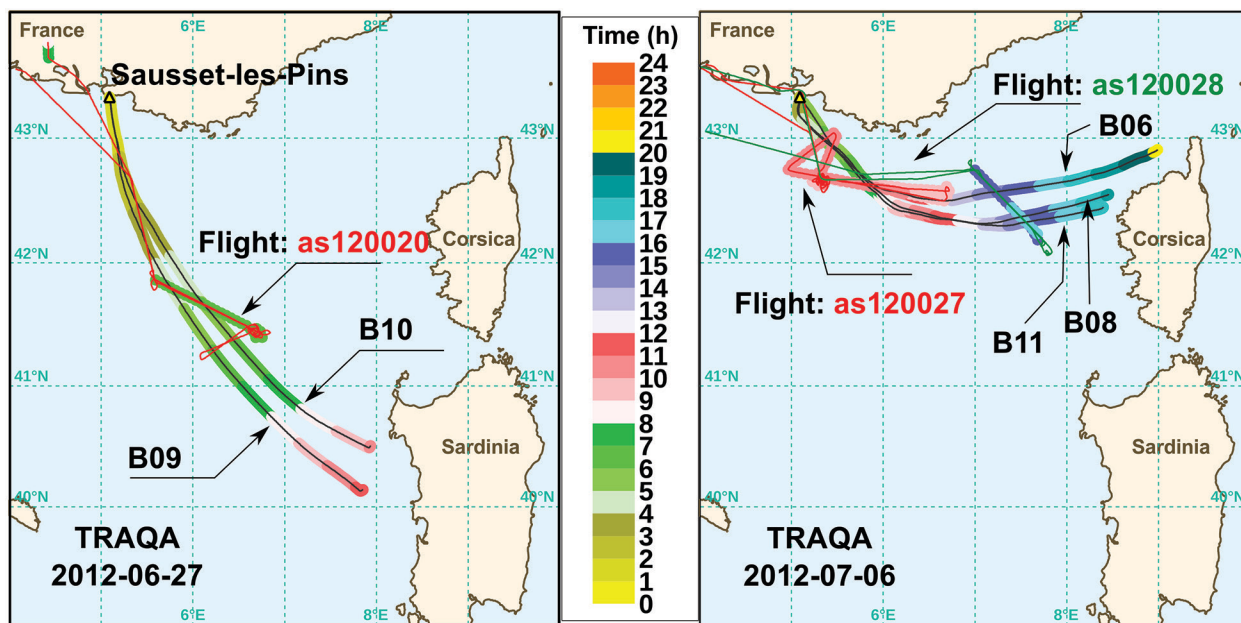 6°E
8°E
France
Sausset-les-Pins
43°N
43°N
Flight: as120020
42°N
42°N
Corsica
B10
41°N
41°N
B09
Sardinia
40°N
40°N
TRAQA
2012-06-27
6°E
8°E
Time (h)
24
23
22
21
20
19
18
17
16
15
14
13
12
11
10
9
8
7
6
5
4
3
2
1
0
6°E
8°E
France
Flight: as120028
43°N
43°N
B06
42°N
42°N
Corsica
Flight: as120027
B08
B11
41°N
41°N
Sardinia
40°N
40°N
TRAQA
2012-07-06
6°E
8°E